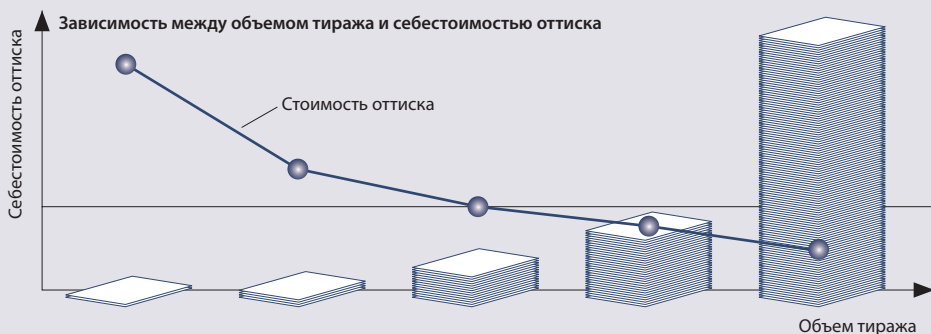 Зависимость между объемом тиража и себестоимостью оттиска
Себестоимость оттиска
Стоимость оттиска
Объем тиража